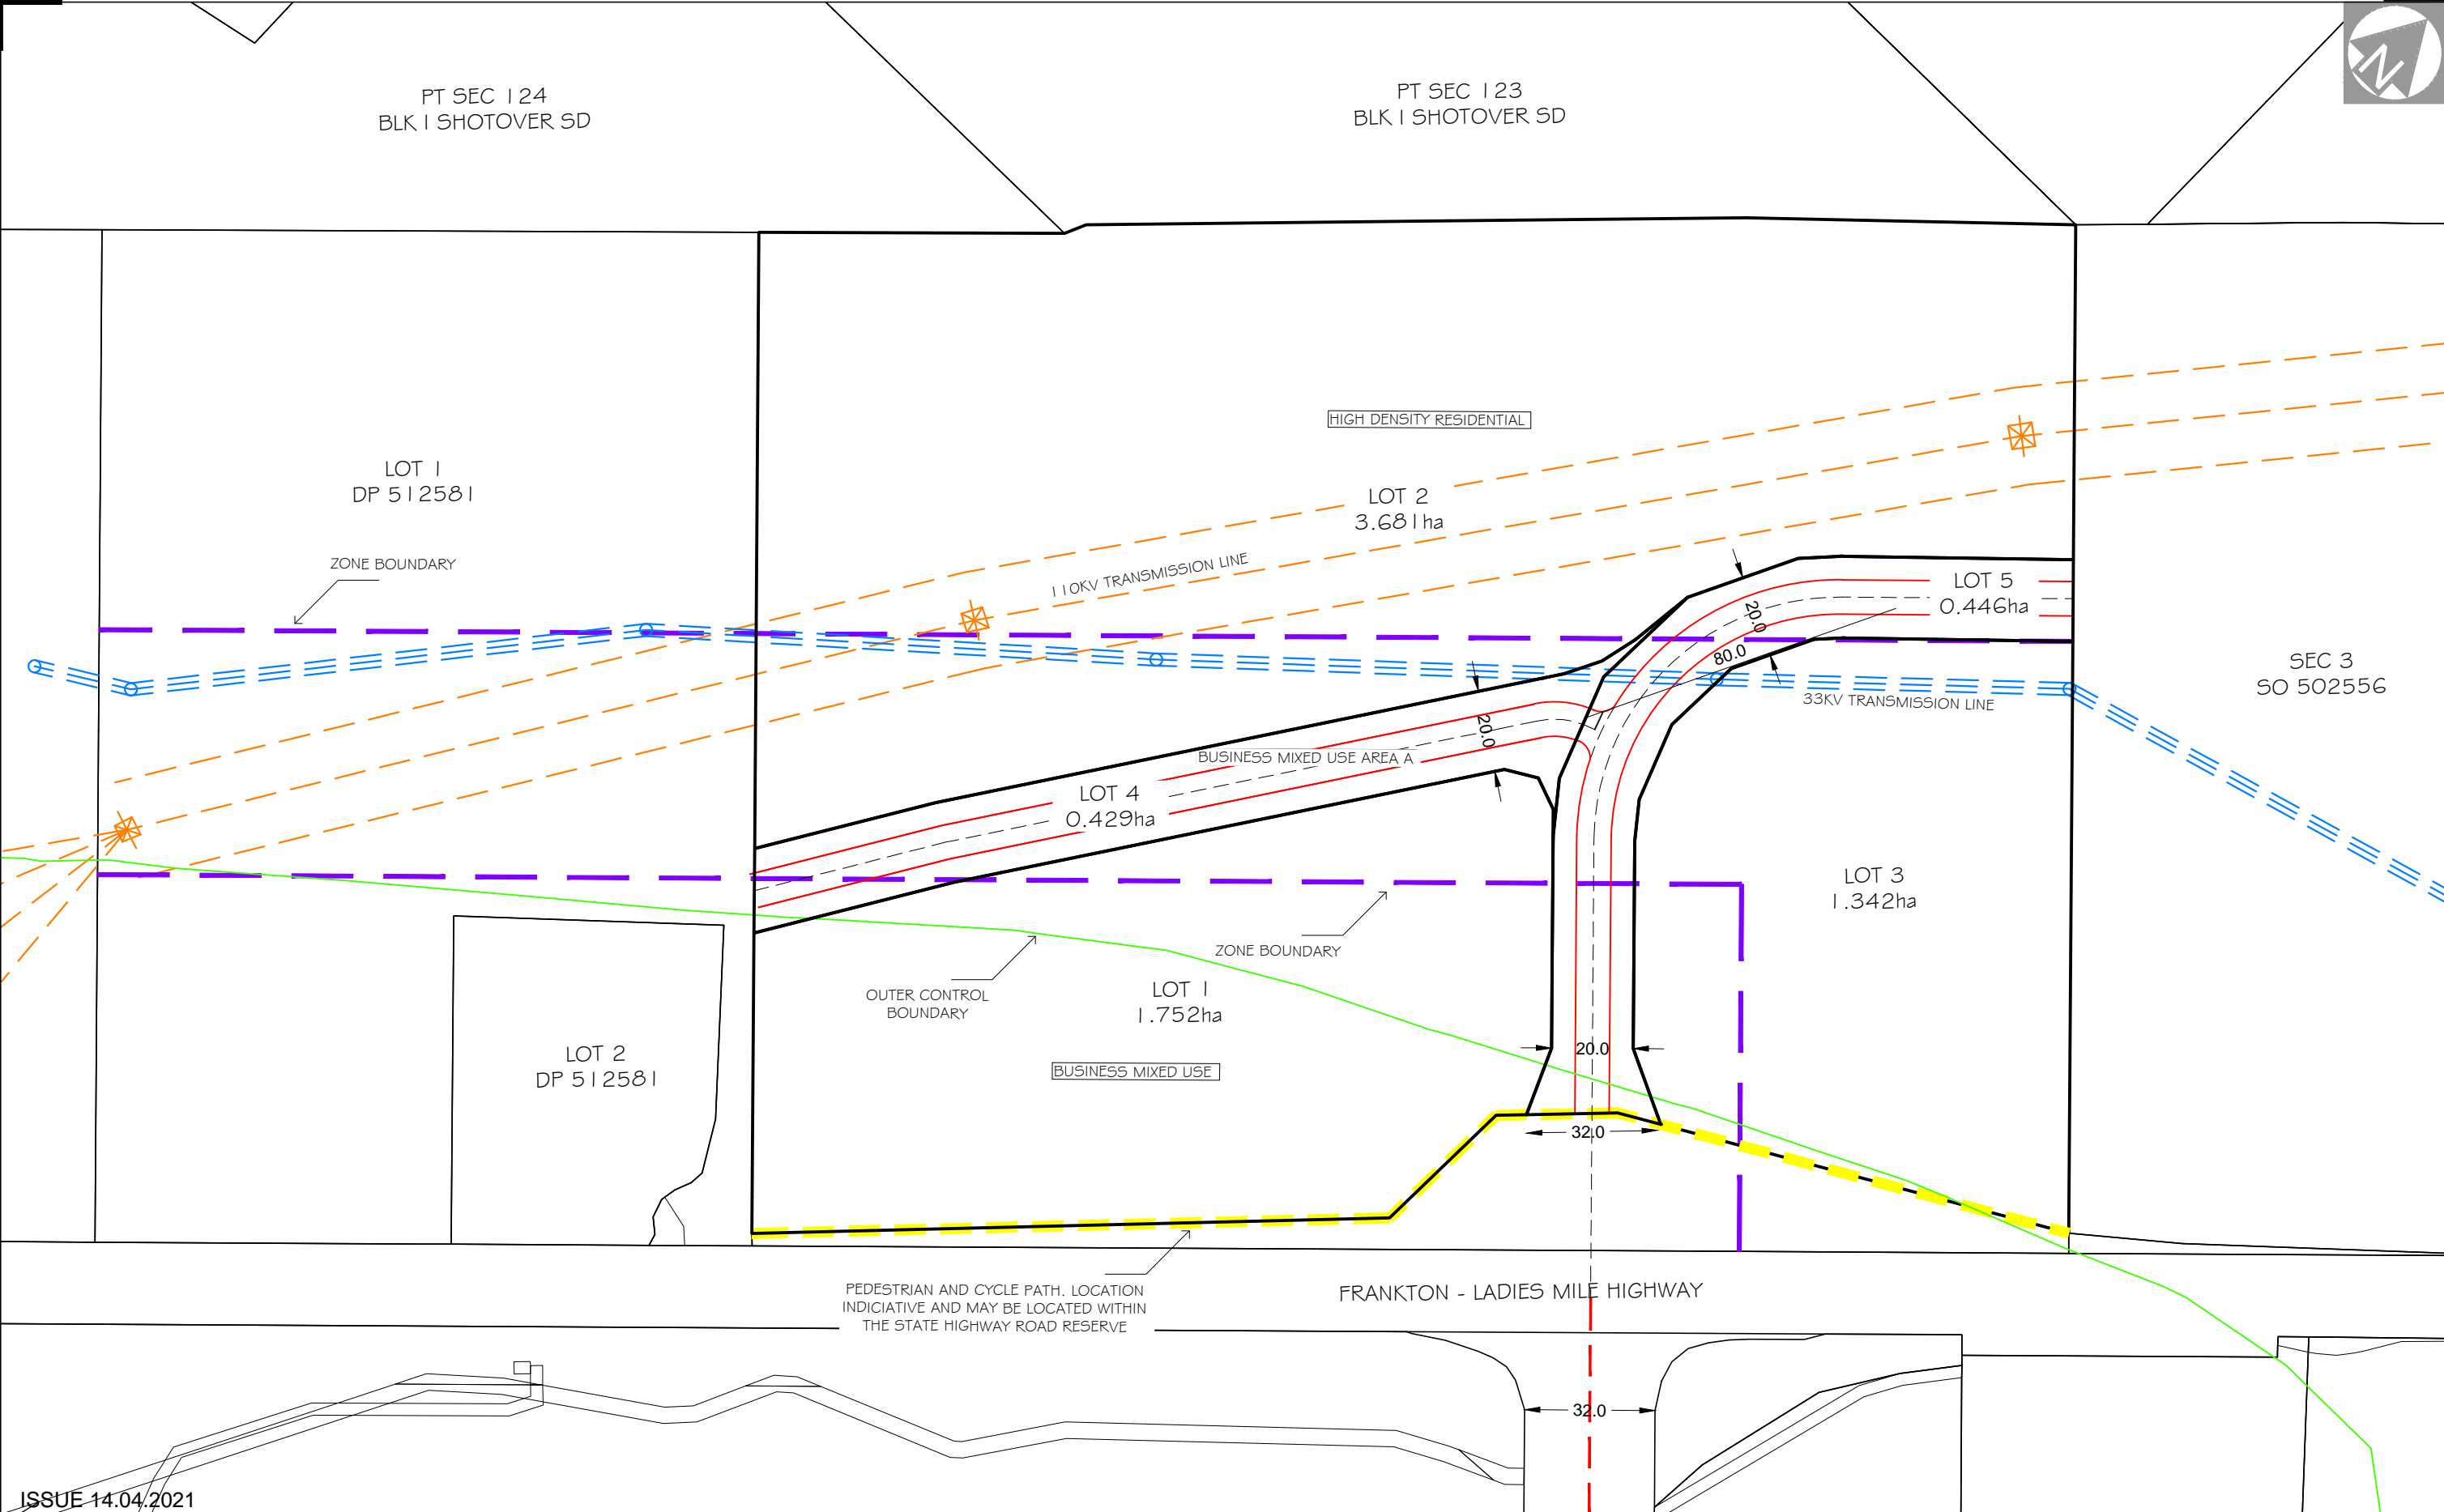 PT SEC 124
BLK I SHOTOVER SD
PT SEC 123
BLK I SHOTOVER SD
N
HIGH DENSITY RESIDENTIAL
LOT 1
DP 512581
LOT 2
3.681ha
ZONE BOUNDARY
110KV TRANSMISSION LINE
LOT 5
0.446ha
20.0
80.0
SEC 3
SO 502556
33KV TRANSMISSION LINE
20.0
BUSINESS MIXED USE AREA A
LOT 4
0.429ha
LOT 3
1.342ha
ZONE BOUNDARY
OUTER CONTROL
BOUNDARY
LOT 1
1.752ha
LOT 2
DP 512581
20.0
BUSINESS MIXED USE
32.0
PEDESTRIAN AND CYCLE PATH. LOCATION
INDICIATIVE AND MAY BE LOCATED WITHIN
THE STATE HIGHWAY ROAD RESERVE
FRANKTON - LADIES MILE HIGHWAY
32.0
ISSUE 14.04.2021